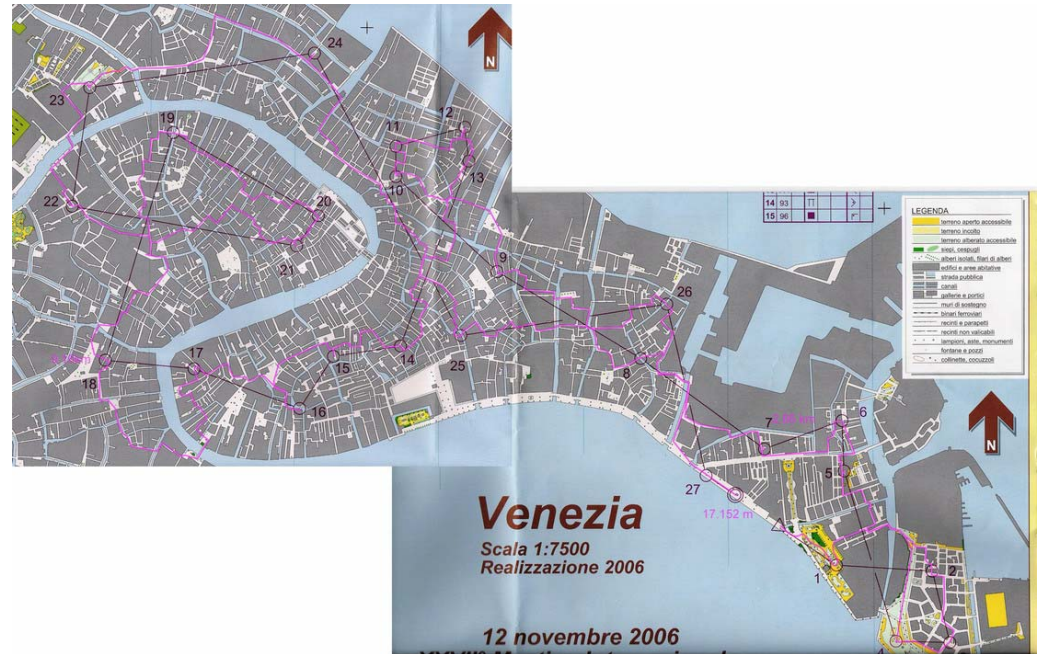 24
N
23
12
11
19
13
10
22
20
21
9
14 93
15 96
LEGENDA
terreno aperto accessibile
terreno incolto
terreno alberato accessibile
siepi, cespugli
alberi isolati, filari di alberi
edifici e aree abitative
strada pubblica
canali
gallerie e portici
muri di sostegno
binari ferroviari
recinti e parapetti
recinti non valicabili
lampioni, aste, monumenti
fontane e pozzi
collinette, cocuzzoli
26
17
18
14
25
15
8
16
6
7
N
5
27
17.152 m
Venezia
Scala 1:7500
Realizzazione 2006
1
2
4
12 novembre 2006